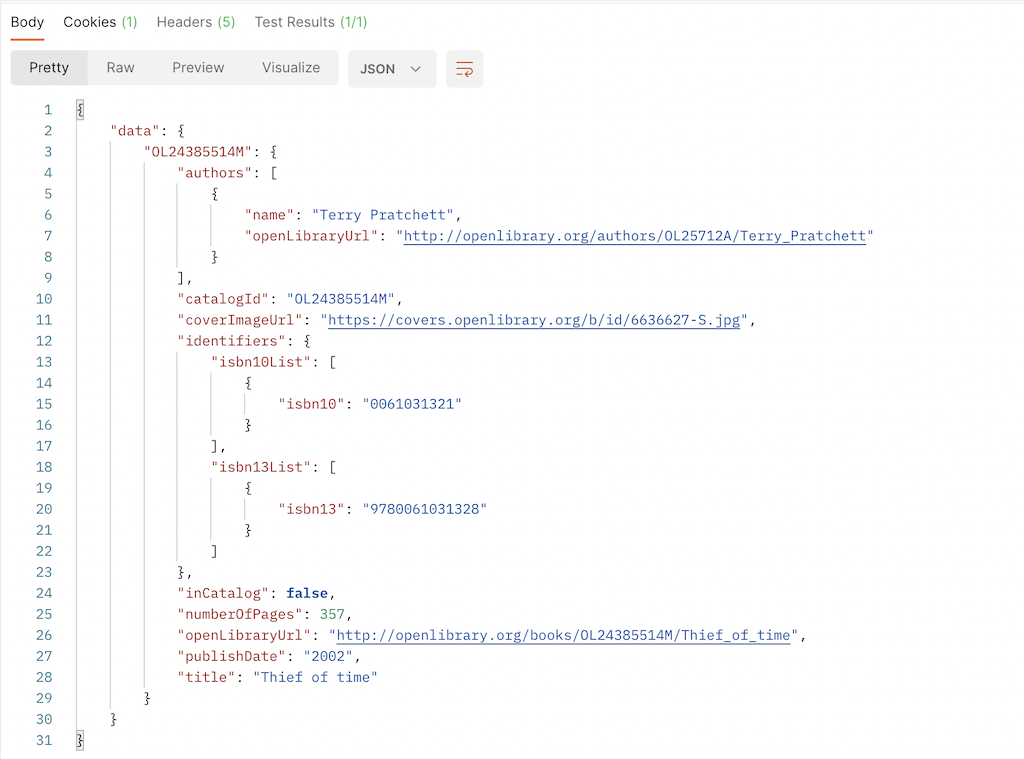 Body Cookies (1) Headers (5) Test Results (1/1)
Pretty Raw Preview Visualize JSON
1 {
2 "data": {
3 "OL24385514M": {
4 "authors": [
5 {
6 "name": "Terry Pratchett",
7 "openLibraryUrl": "http://openlibrary.org/authors/OL25712A/Terry_Pratchett"
8 }
9 ],
10 "catalogId": "OL24385514M",
11 "coverImageUrl": "https://covers.openlibrary.org/b/id/6636627-S.jpg",
12 "identifiers": {
13 "isbn10List": [
14 {
15 "isbn10": "0061031321"
16 }
17 ],
18 "isbn13List": [
19 {
20 "isbn13": "9780061031328"
21 }
22 ]
23 },
24 "inCatalog": false,
25 "numberOfPages": 357,
26 "openLibraryUrl": "http://openlibrary.org/books/OL24385514M/Thief_of_time",
27 "publishDate": "2002",
28 "title": "Thief of time"
29 }
30 }
31 }